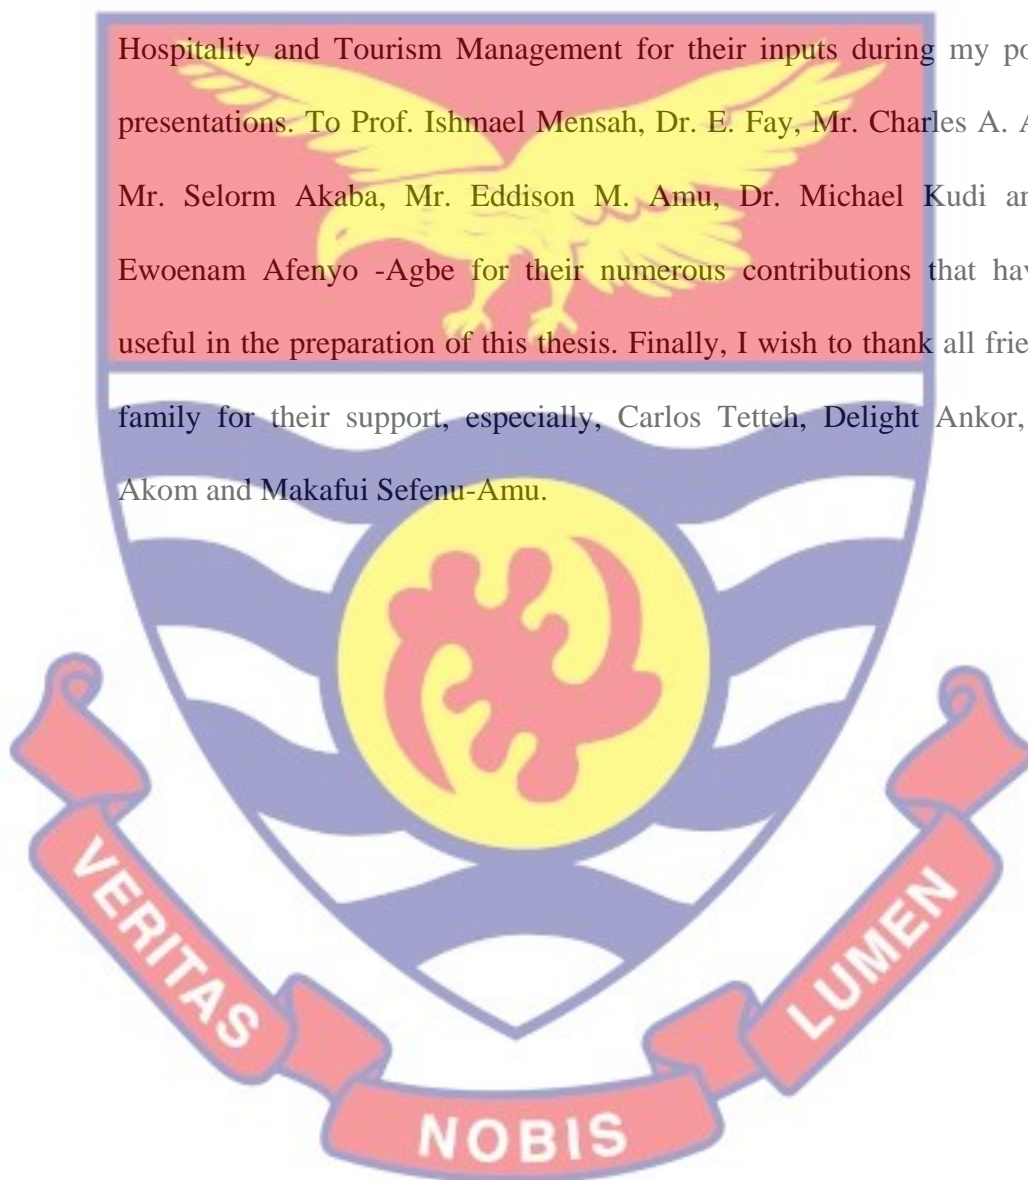 Hospitality and Tourism Management for their inputs during my po
presentations. To Prof. Ishmael Mensah, Dr. E. Fay, Mr. Charles A. A
Mr. Selorm Akaba, Mr. Eddison M. Amu, Dr. Michael Kudi an
Ewoenam Afenyo -Agbe for their numerous contributions that hav
useful in the preparation of this thesis. Finally, I wish to thank all frie
family for their support, especially, Carlos Tetteh, Delight Ankor,
Akom and Makafui Sefenu-Amu.
VERITAS
NOBIS
LUMEN